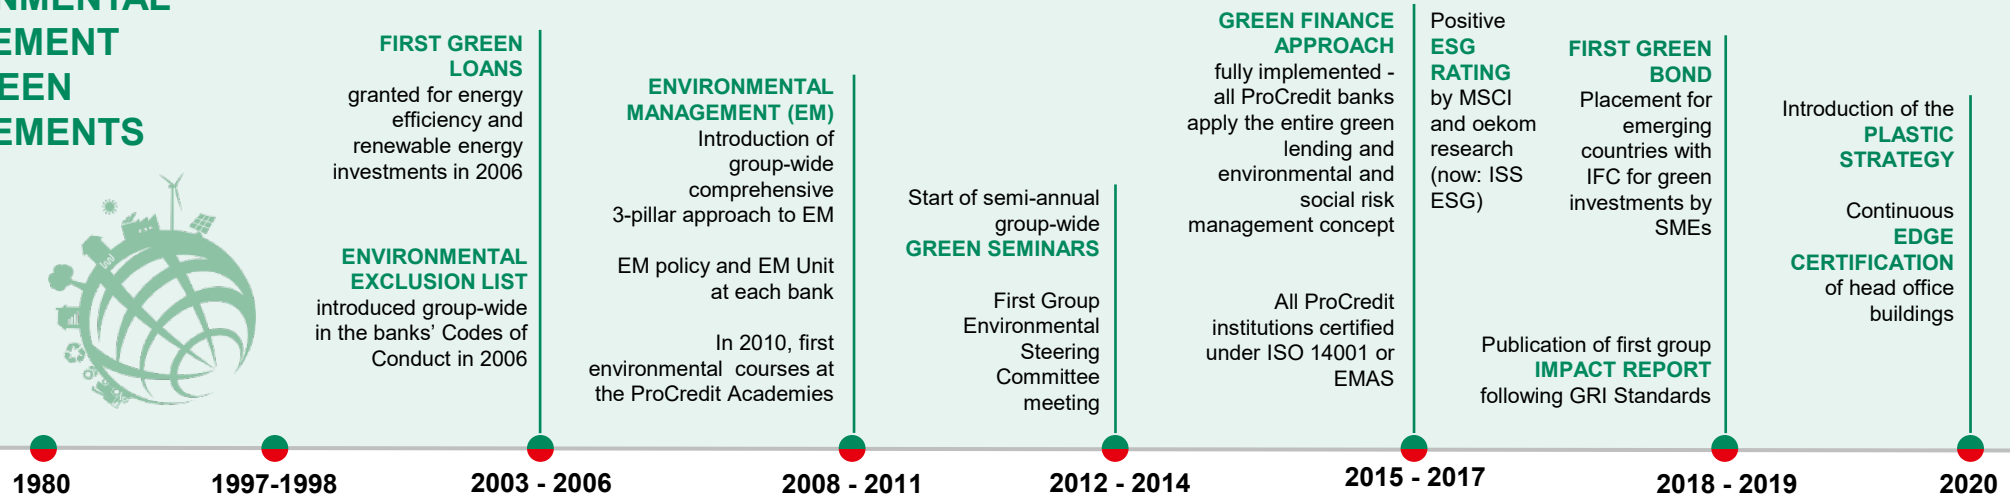 NMENTAL
EMENT
EEN
EMENTS
FIRST GREEN
LOANS
granted for energy
efficiency and
renewable energy
investments in 2006
ENVIRONMENTAL
EXCLUSION LIST
introduced group-wide
in the banks’ Codes of
Conduct in 2006
ENVIRONMENTAL
MANAGEMENT (EM)
Introduction of
group-wide
comprehensive
3-pillar approach to EM
EM policy and EM Unit
at each bank
In 2010, first
environmental courses at
the ProCredit Academies
Start of semi-annual
group-wide
GREEN SEMINARS
First Group
Environmental
Steering
Committee
meeting
GREEN FINANCE
APPROACH
fully implemented -
all ProCredit banks
apply the entire green
lending and
environmental and
social risk
management concept
All ProCredit
institutions certified
under ISO 14001 or
EMAS
Positive
ESG
RATING
by MSCI
and oekom
research
(now: ISS
ESG)
FIRST GREEN
BOND
Placement for
emerging
countries with
IFC for green
investments by
SMEs
Publication of first group
IMPACT REPORT
following GRI Standards
Introduction of the
PLASTIC
STRATEGY
Continuous
EDGE
CERTIFICATION
of head office
buildings
1980
1997-1998
2003 - 2006
2008 - 2011
2012 - 2014
2015 - 2017
2018 - 2019
2020